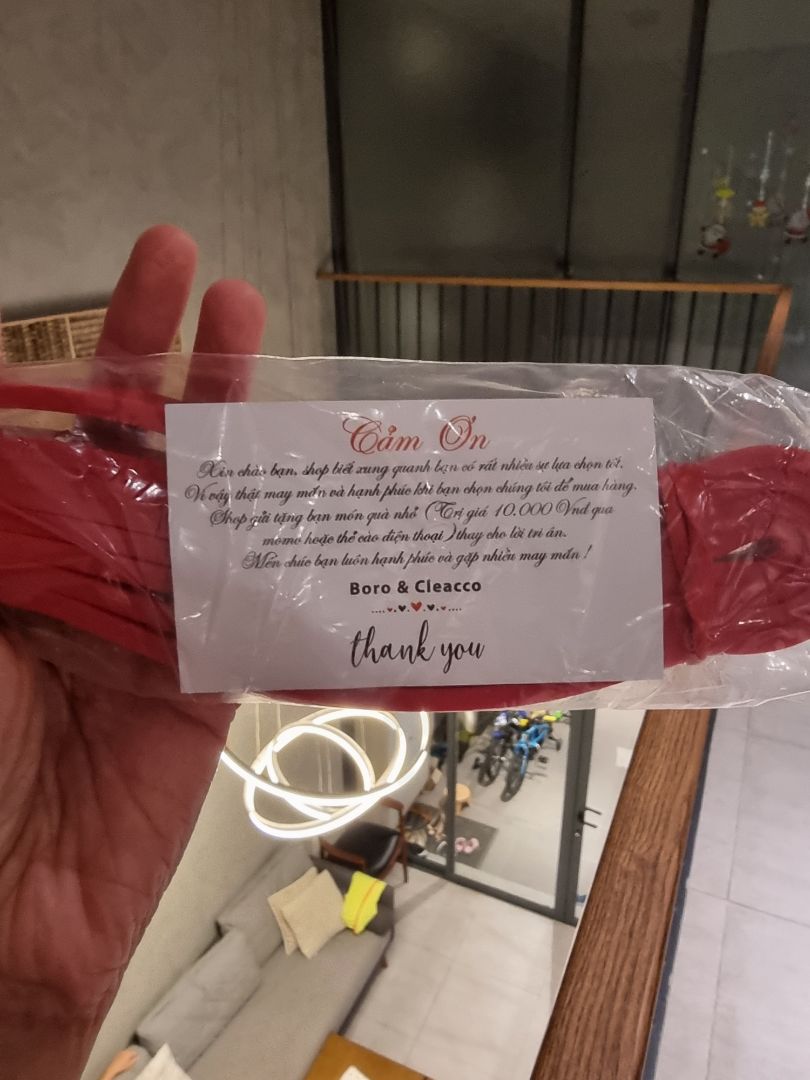 Cảm Ơn
Xin chào bạn, shop biết xung quanh bạn có rất nhiều sự lựa chọn tốt.
Vì vậy thật may mắn và hạnh phúc khi bạn chọn chúng tôi để mua hàng.
Shop gửi tặng bạn món quà nhỏ (Trị giá 10.000 Vnd qua
momo hoặc thẻ cào điện thoại ) thay cho lời tri ân.
Mến chúc bạn luôn hạnh phúc và gặp nhiều may mắn !
Boro & Cleacco
thank you